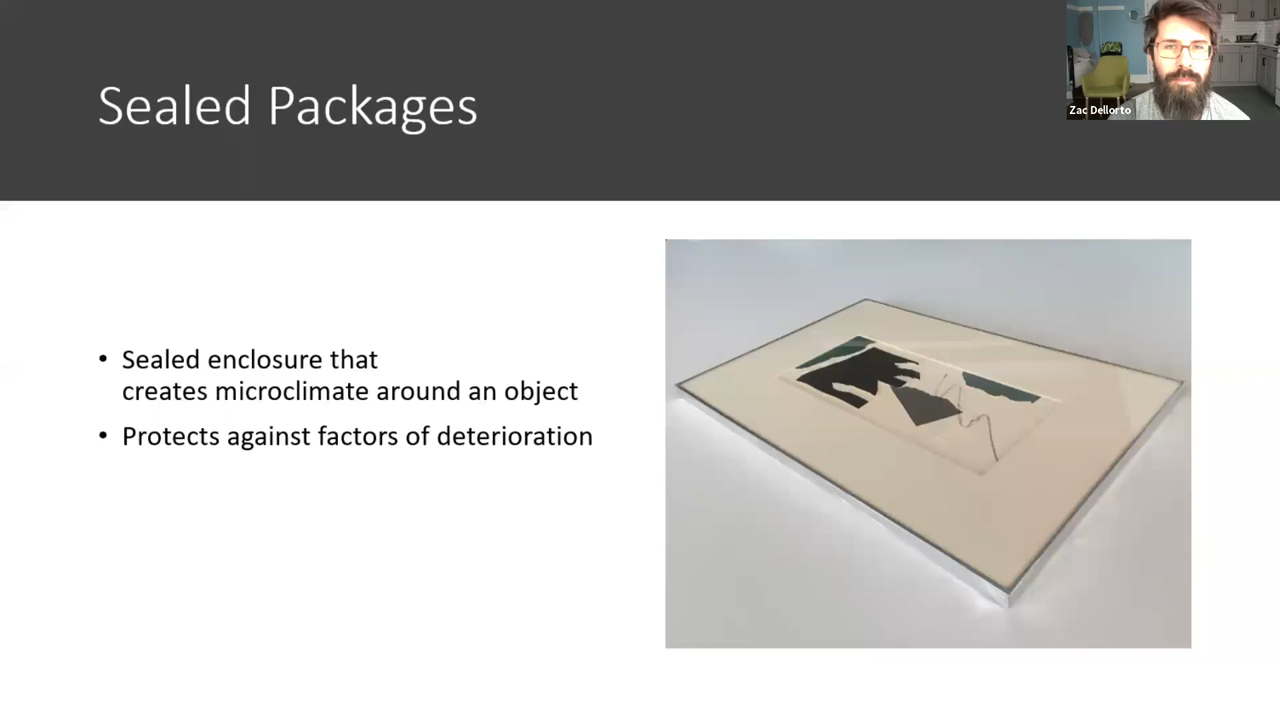 Sealed Packages
Zac Dellorto
• Sealed enclosure that
creates microclimate around an object
• Protects against factors of deterioration